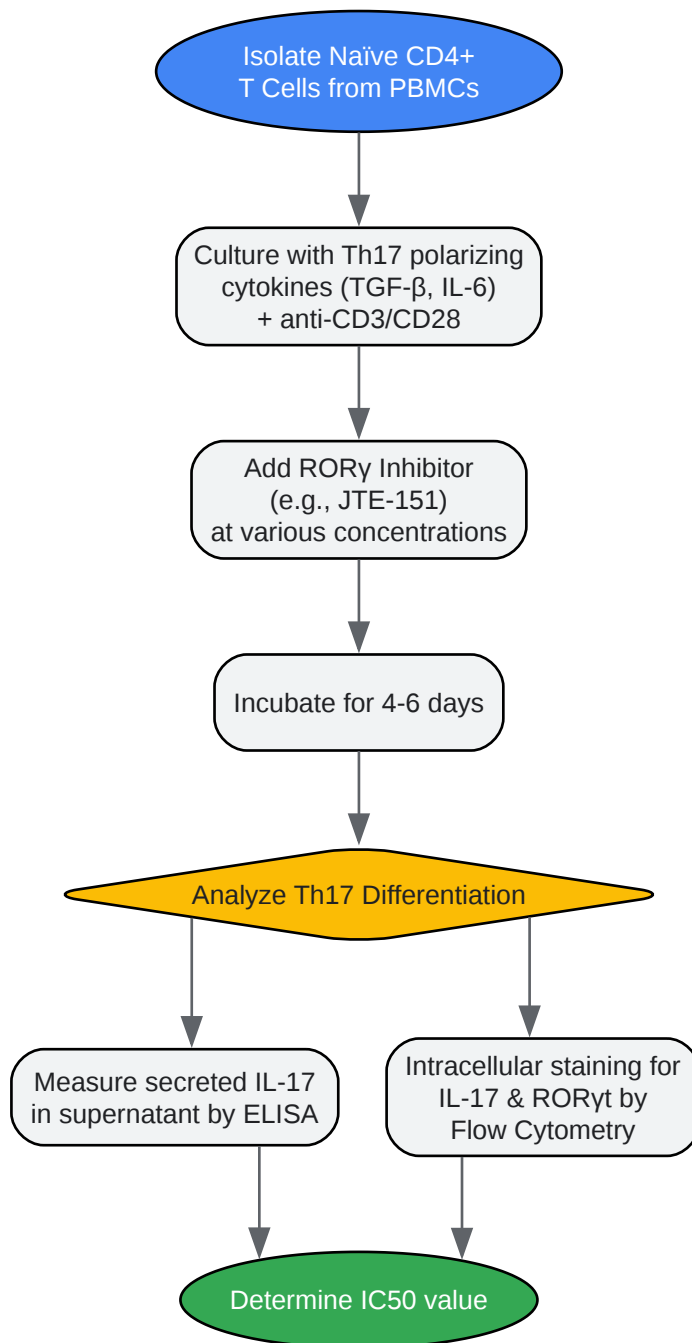 Isolate Naïve CD4+
T Cells from PBMCs
Culture with Th17 polarizing
cytokines (TGF-β, IL-6)
+ anti-CD3/CD28
Add RORγ Inhibitor
(e.g., JTE-151)
at various concentrations
Incubate for 4-6 days
Analyze Th17 Differentiation
Measure secreted IL-17
in supernatant by ELISA
Intracellular staining for
IL-17 & RORγt by
Flow Cytometry
Determine IC50 value